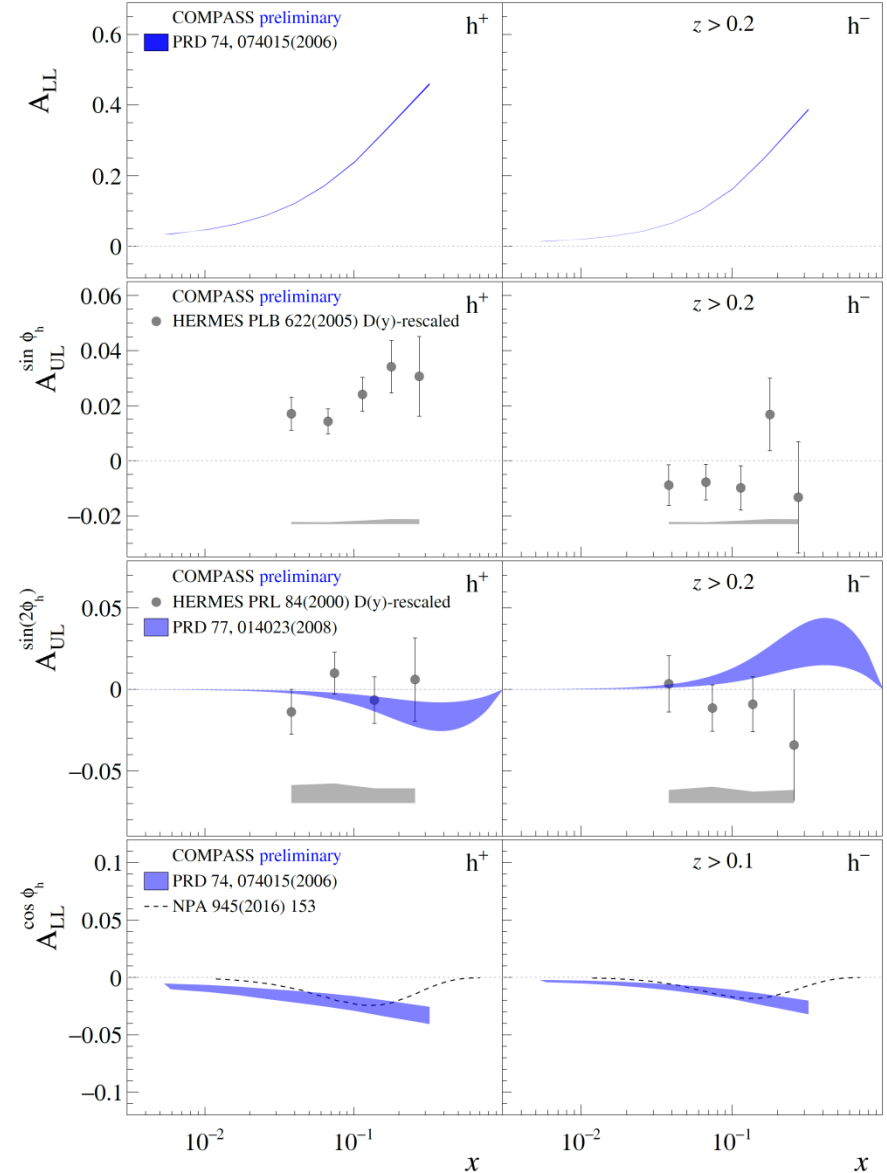 COMPASS preliminary
h⁺
PRD 74, 074015(2006)
z > 0.2
h⁻
A_LL
0.6
0.4
0.2
0
COMPASS preliminary
h⁺
HERMES PLB 622(2005) D(y)-rescaled
z > 0.2
h⁻
A_UL^{sin ϕ_h}
0.06
0.04
0.02
0
−0.02
COMPASS preliminary
h⁺
HERMES PRL 84(2000) D(y)-rescaled
PRD 77, 014023(2008)
z > 0.2
h⁻
A_UL^{sin(2ϕ_h)}
0.05
0
−0.05
COMPASS preliminary
h⁺
PRD 74, 074015(2006)
NPA 945(2016) 153
z > 0.1
h⁻
A_LL^{cos ϕ_h}
0.1
0.05
0
−0.05
−0.1
10⁻² 10⁻¹ 10⁻² 10⁻¹
x x